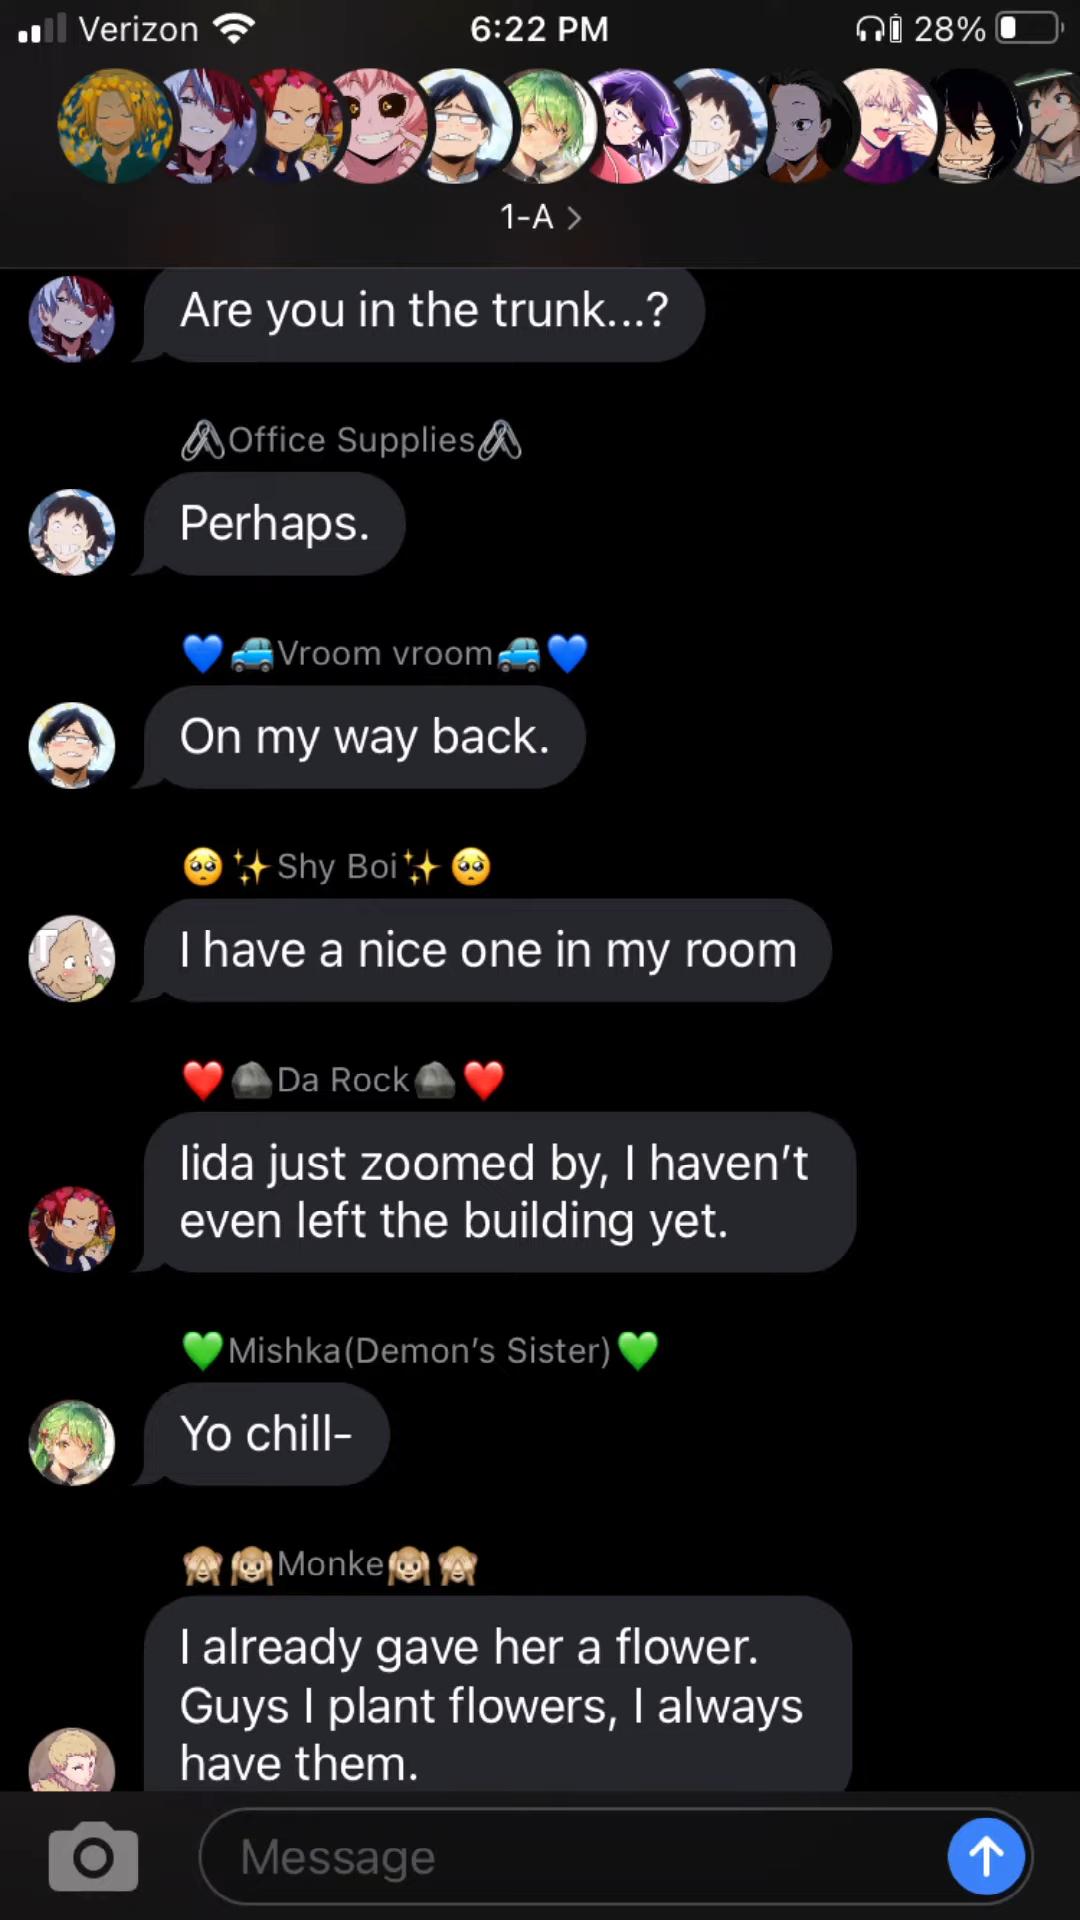 Verizon 6:22 PM 28%
1-A >
Are you in the trunk...?
🖇Office Supplies🖇
Perhaps.
💙🚙Vroom vroom🚙💙
On my way back.
🥺✨Shy Boi✨🥺
I have a nice one in my room
❤️🪨Da Rock🪨❤️
Iida just zoomed by, I haven't
even left the building yet.
💚Mishka(Demon's Sister)💚
Yo chill-
🙈🙉Monke🙉🙈
I already gave her a flower.
Guys I plant flowers, I always
have them.
Message